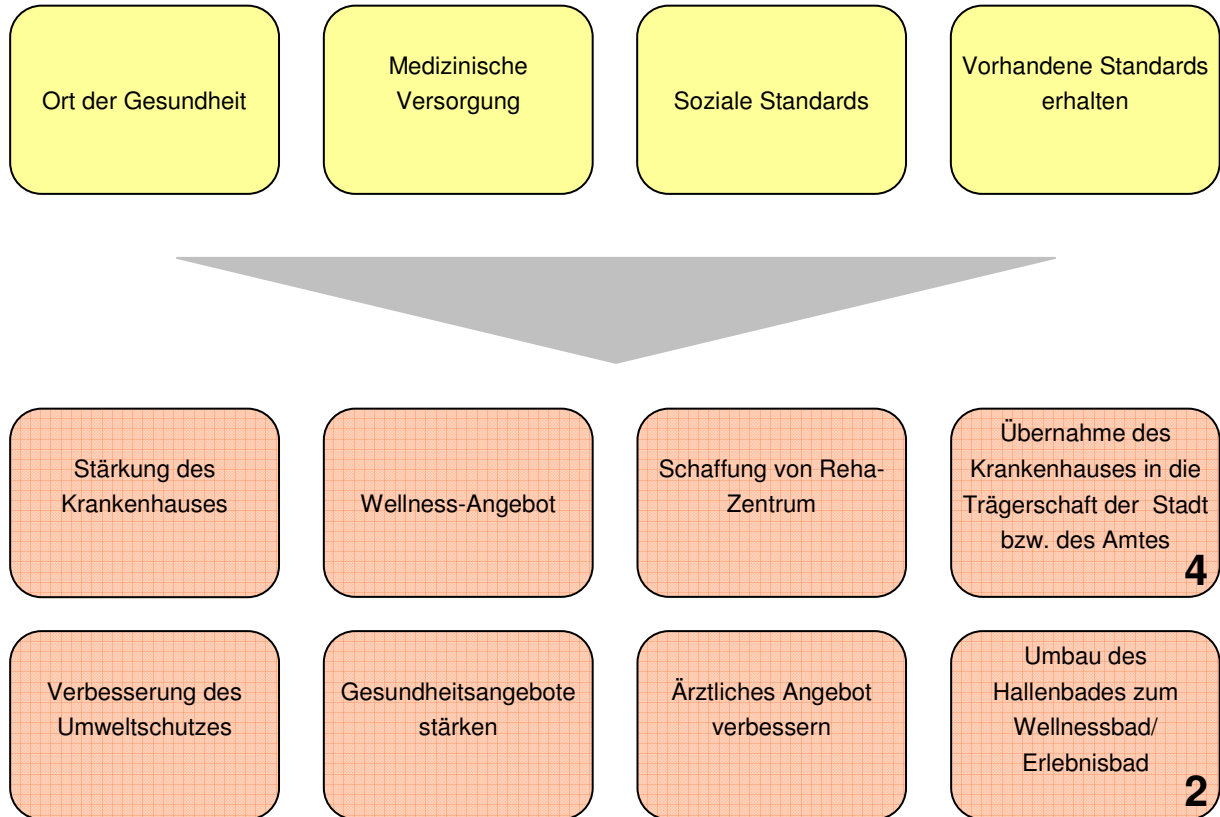 Ort der Gesundheit
Medizinische
Versorgung
Soziale Standards
Vorhandene Standards
erhalten
Stärkung des
Krankenhauses
Wellness-Angebot
Schaffung von Reha-
Zentrum
Übernahme des
Krankenhauses in die
Trägerschaft der Stadt
bzw. des Amtes
4
Verbesserung des
Umweltschutzes
Gesundheitsangebote
stärken
Ärztliches Angebot
verbessern
Umbau des
Hallenbades zum
Wellnessbad/
Erlebnisbad
2